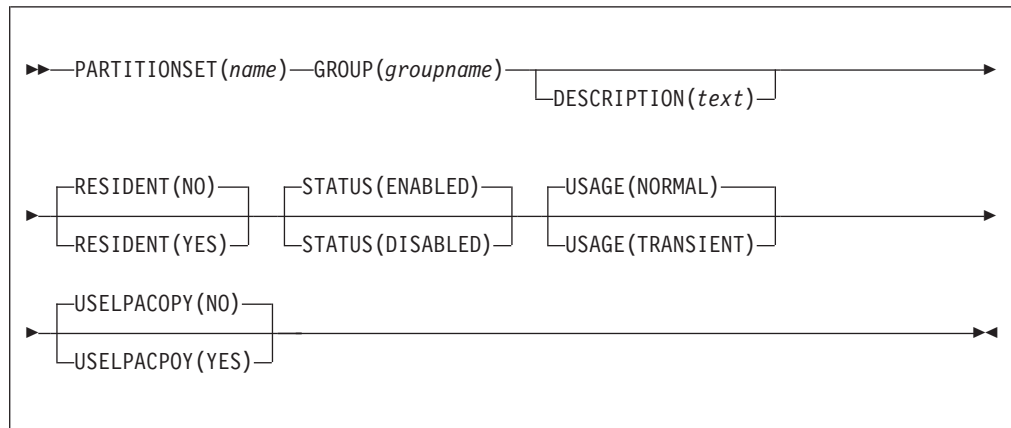 PARTITIONSET(name) GROUP(groupname)
DESCRIPTION(text)
RESIDENT(NO) STATUS(ENABLED) USAGE(NORMAL)
RESIDENT(YES) STATUS(DISABLED) USAGE(TRANSIENT)
USELPACOPY(NO)
USELPACPOY(YES)